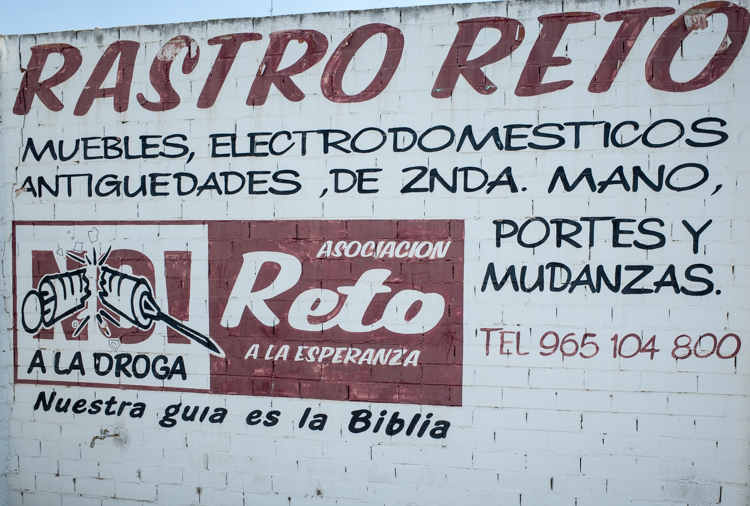 RASTRO RETO
MUEBLES, ELECTRODOMESTICOS
ANTIGUEDADES ,DE 2NDA. MANO,
PORTES Y
MUDANZAS.
TEL 965 104 800
NO!
A LA DROGA
ASOCIACION
Reto
A LA ESPERANZA
Nuestra guia es la Biblia